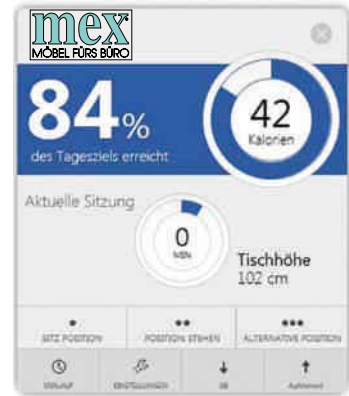 mex
MÖBEL FÜRS BÜRO
84%
des Tagesziels erreicht
42
Kalorien
Aktuelle Sitzung
0
MIN
Tischhöhe
102 cm
SITZ POSITION
POSITION STEHEN
ALTERNATIVE POSITION
VERLAUF
EINSTELLUNGEN
AB